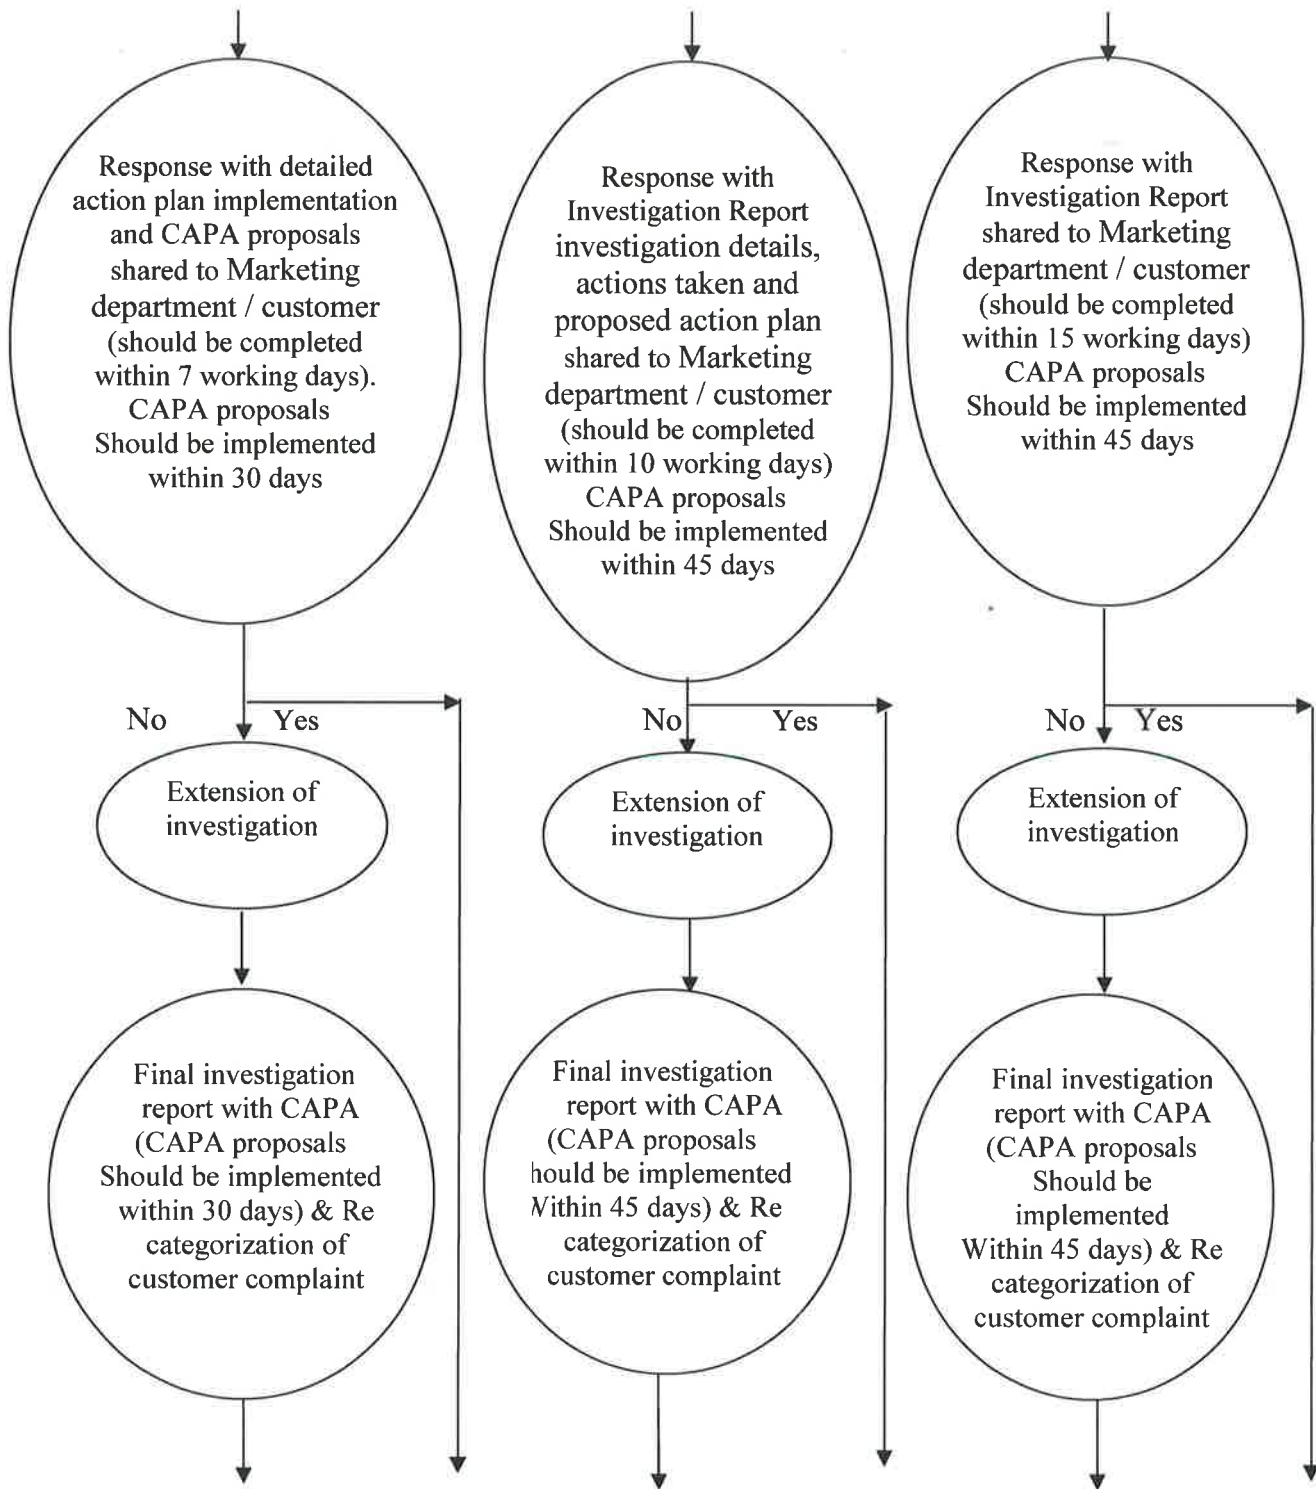 Response with detailed
action plan implementation
and CAPA proposals
shared to Marketing
department / customer
(should be completed
within 7 working days).
CAPA proposals
Should be implemented
within 30 days
Response with
Investigation Report
investigation details,
actions taken and
proposed action plan
shared to Marketing
department / customer
(should be completed
within 10 working days)
CAPA proposals
Should be implemented
within 45 days
Response with
Investigation Report
shared to Marketing
department / customer
(should be completed
within 15 working days)
CAPA proposals
Should be implemented
within 45 days
No Yes
No Yes
No Yes
Extension of
investigation
Extension of
investigation
Extension of
investigation
Final investigation
report with CAPA
(CAPA proposals
Should be implemented
within 30 days) & Re
categorization of
customer complaint
Final investigation
report with CAPA
(CAPA proposals
hould be implemented
Within 45 days) & Re
categorization of
customer complaint
Final investigation
report with CAPA
(CAPA proposals
Should be
implemented
Within 45 days) & Re
categorization of
customer complaint